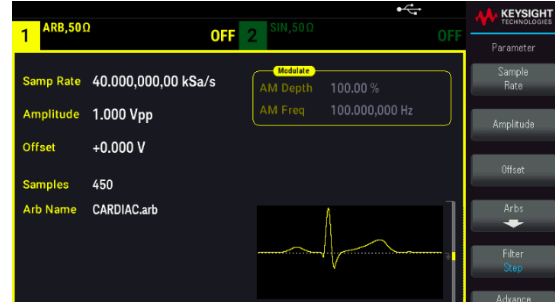 KEYSIGHT
TECHNOLOGIES
1 ARB,50Ω OFF 2 SIN,50Ω OFF
Parameter
Samp Rate 40.000,000,00 kSa/s
Amplitude 1.000 Vpp
Offset +0.000 V
Samples 450
Arb Name CARDIAC.arb
Modulate
AM Depth 100.00 %
AM Freq 100.000,000 Hz
Sample
Rate
Amplitude
Offset
Arbs
Filter
Step
Advance